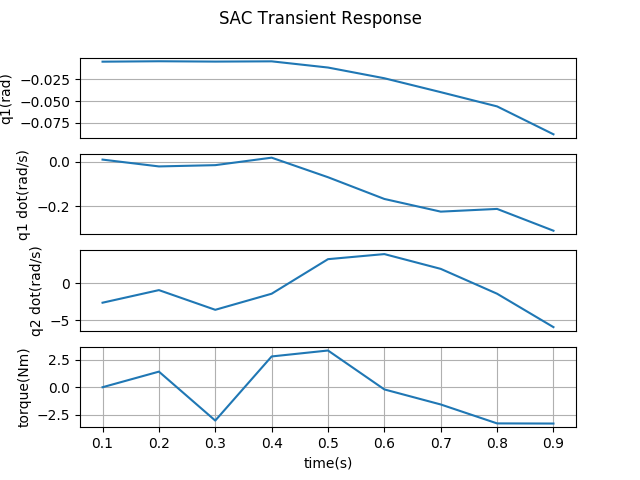 SAC Transient Response
q1(rad)
−0.025
−0.050
−0.075
q1 dot(rad/s)
0.0
−0.2
q2 dot(rad/s)
0
−5
torque(Nm)
2.5
0.0
−2.5
0.1 0.2 0.3 0.4 0.5 0.6 0.7 0.8 0.9
time(s)